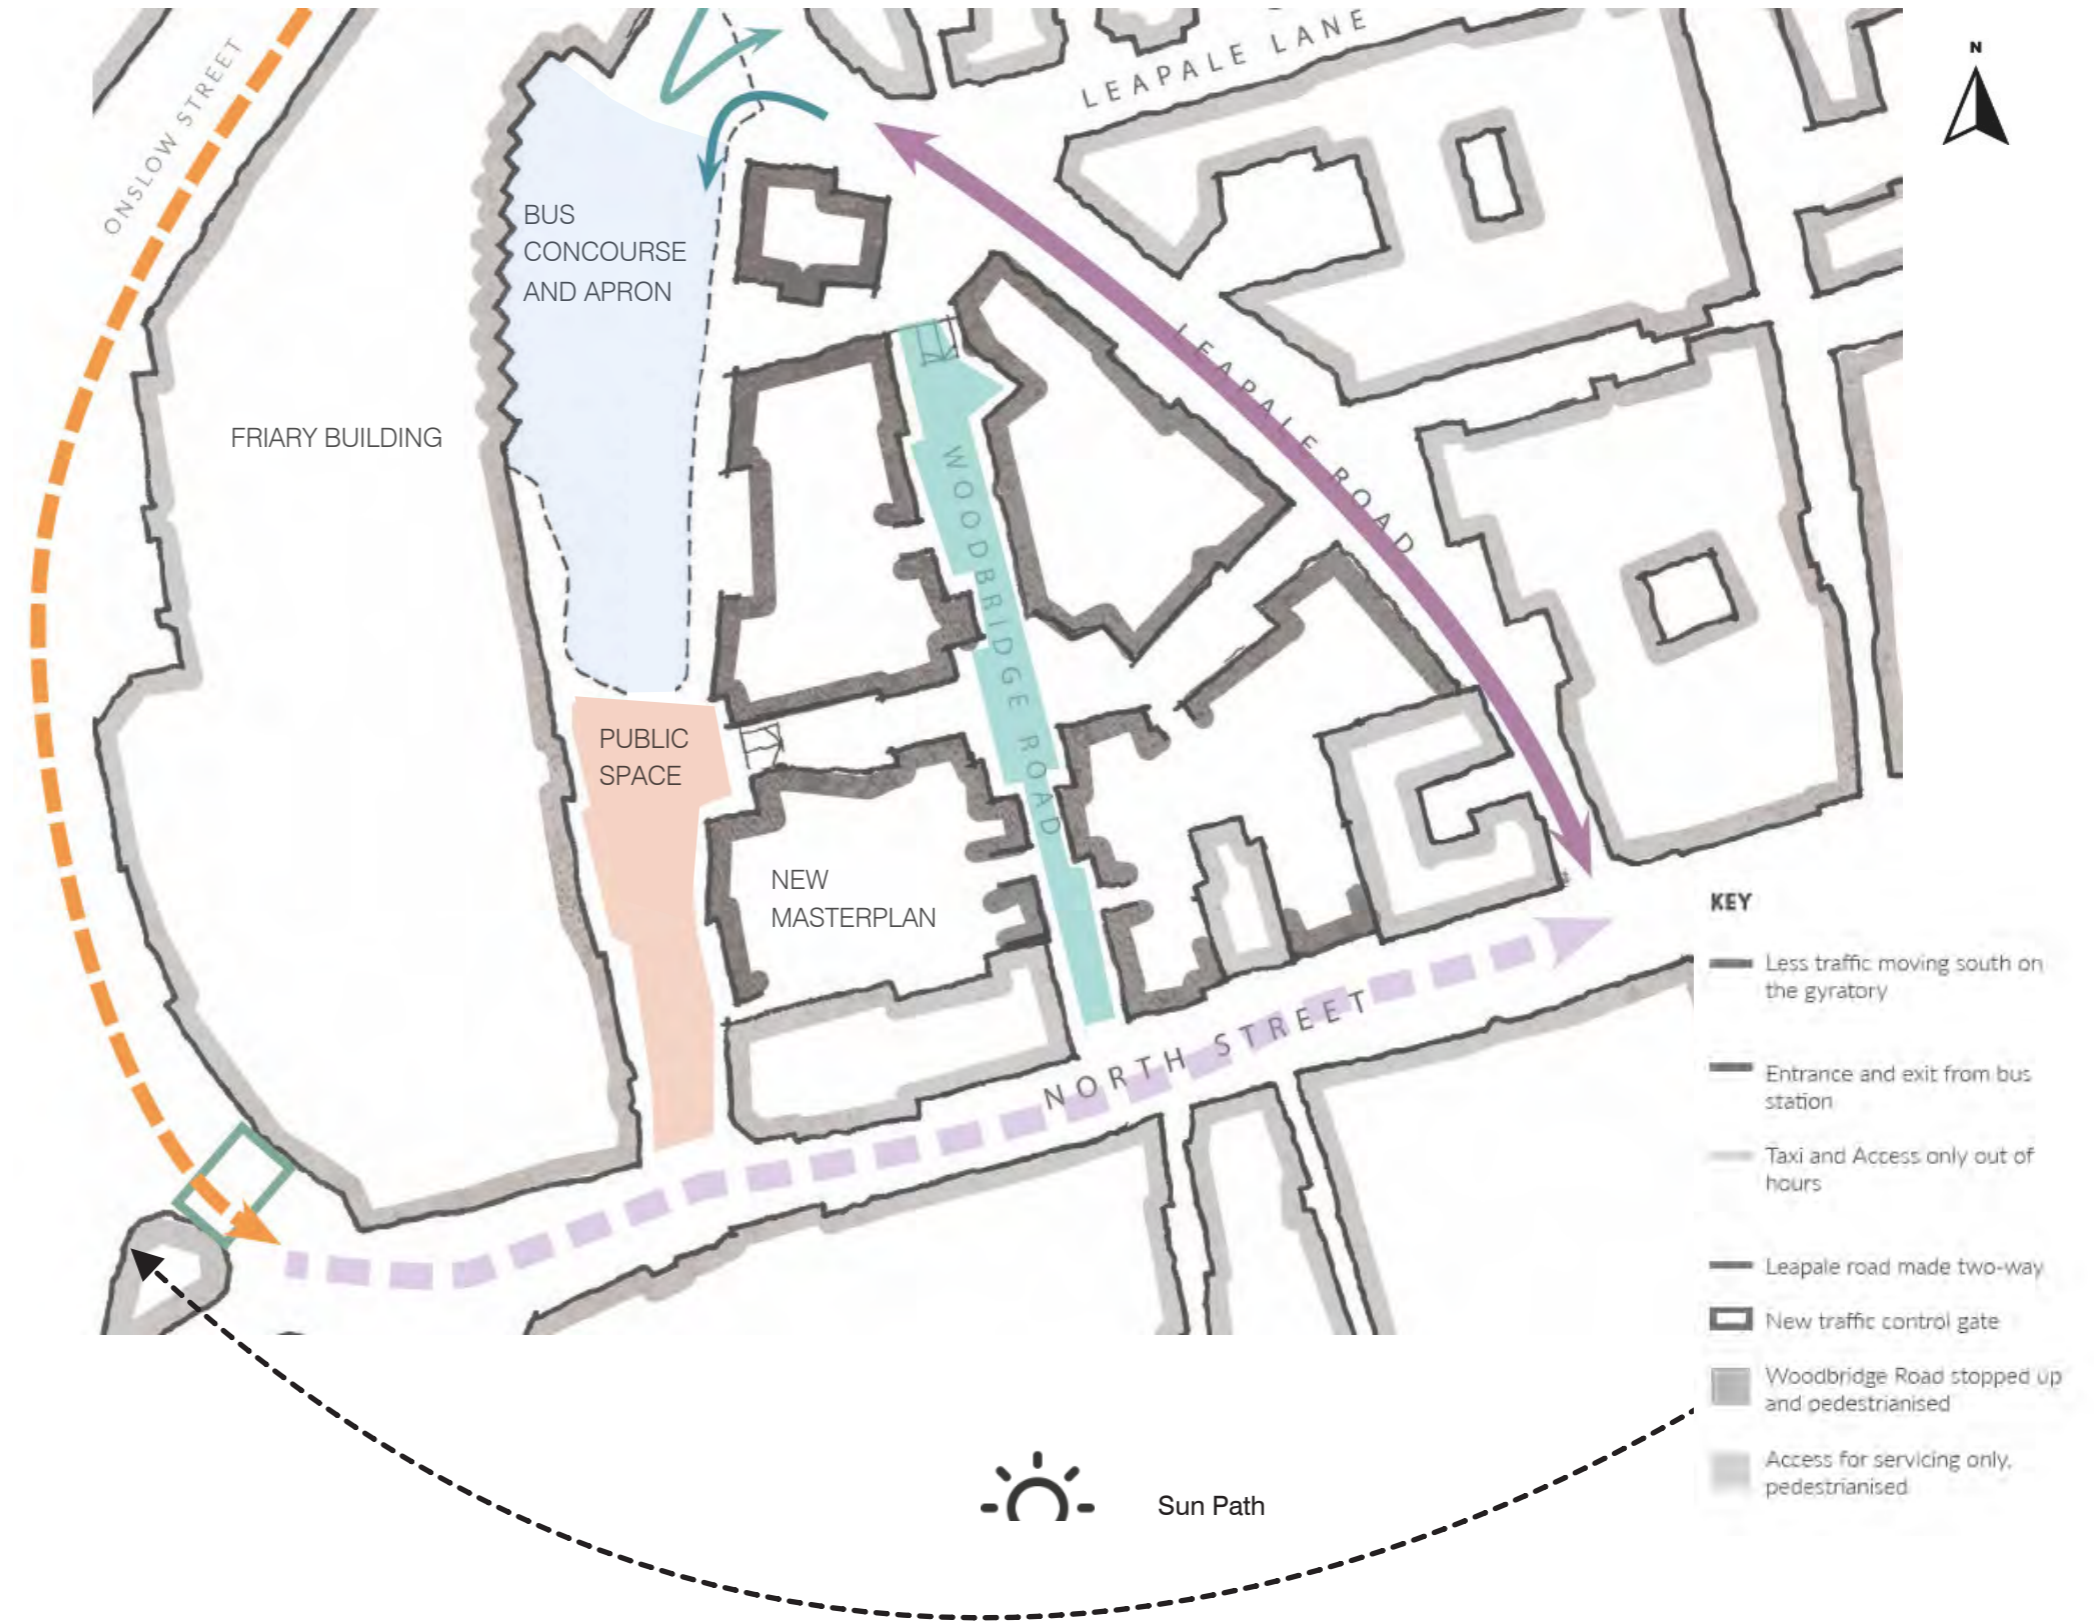 ONSLOW STREET
LEAPALE LANE
N
BUS
CONCOURSE
AND APRON
LEAPALE ROAD
FRIARY BUILDING
WOODBRIDGE ROAD
PUBLIC
SPACE
NEW
MASTERPLAN
NORTH STREET
KEY
Less traffic moving south on
the gyratory
Entrance and exit from bus
station
Taxi and Access only out of
hours
Leapale road made two-way
New traffic control gate
Woodbridge Road stopped up
and pedestrianised
Access for servicing only,
pedestrianised
Sun Path